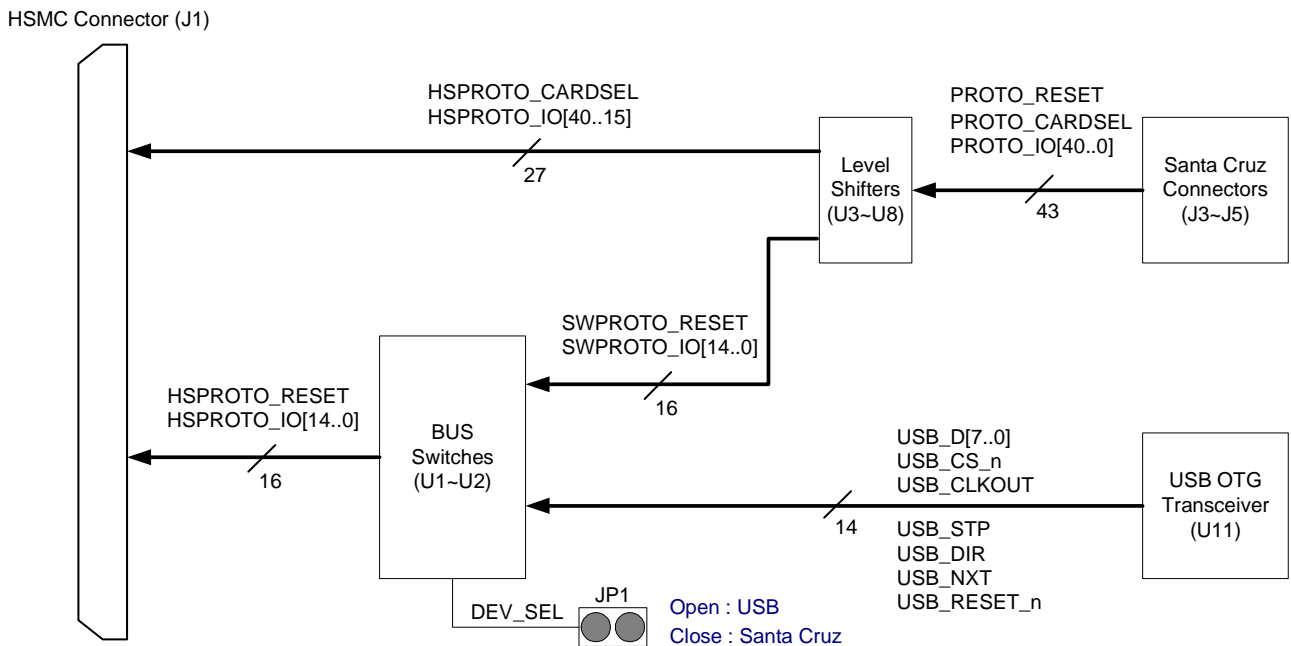 HSMC Connector (J1)
HSPROTO_CARDSEL
HSPROTO_IO[40..15]
27
Level
Shifters
(U3~U8)
PROTO_RESET
PROTO_CARDSEL
PROTO_IO[40..0]
43
Santa Cruz
Connectors
(J3~J5)
SWPROTO_RESET
SWPROTO_IO[14..0]
16
HSPROTO_RESET
HSPROTO_IO[14..0]
16
BUS
Switches
(U1~U2)
USB_D[7..0]
USB_CS_n
USB_CLKOUT
14
USB_STP
USB_DIR
USB_NXT
USB_RESET_n
USB OTG
Transceiver
(U11)
DEV_SEL
JP1
Open : USB
Close : Santa Cruz